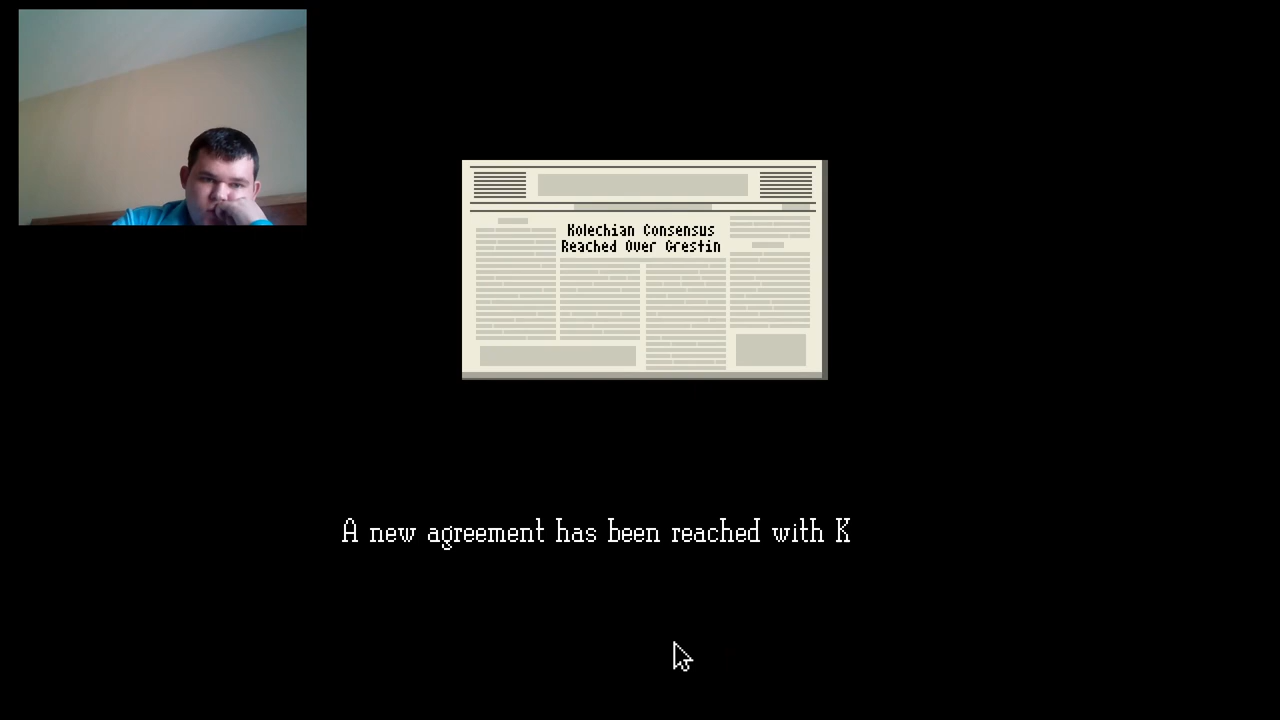 Kolechian Consensus
Reached Over Grestin
A new agreement has been reached with K